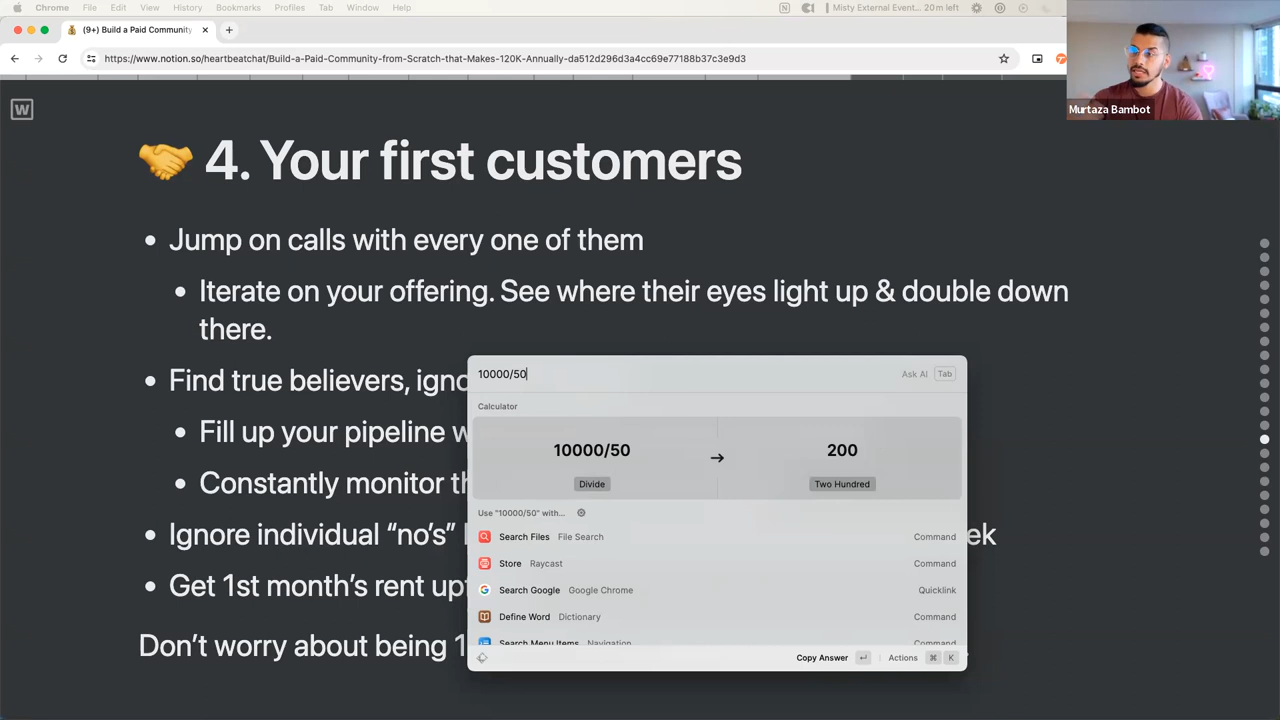 Chrome File Edit View History Bookmarks Profiles Tab Window Help
Misty External Event... 20 m left
(9+) Build a Paid Community
https://www.notion.so/heartbeatchat/Build-a-Paid-Community-from-Scratch-that-Makes-120K-Annually-da512d296d3a4cc69e77188b37c3e9d3
W
Murtaza Bambot
4. Your first customers
Jump on calls with every one of them
Iterate on your offering. See where their eyes light up & double down
there.
Find true believers, igno
Fill up your pipeline w
Constantly monitor th
Ignore individual “no’s”
ek
Get 1st month’s rent upf
Don’t worry about being 1
10000/50
Ask AI Tab
Calculator
10000/50 → 200
Divide Two Hundred
Use "10000/50" with...
Search Files File Search Command
Store Raycast Command
Search Google Google Chrome Quicklink
Define Word Dictionary Command
Search Menu Items Navigation Command
Copy Answer Actions ⌘ K